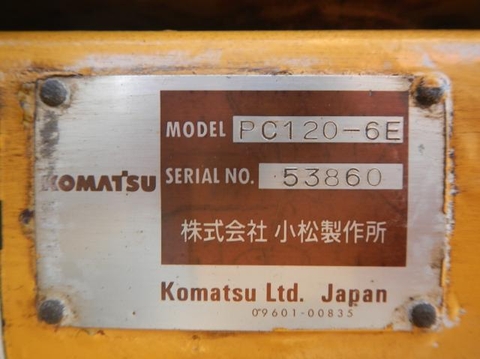 MODEL PC120-6E
KOMATSU SERIAL NO. 53860
株式会社 小松製作所
Komatsu Ltd. Japan
09601-00835